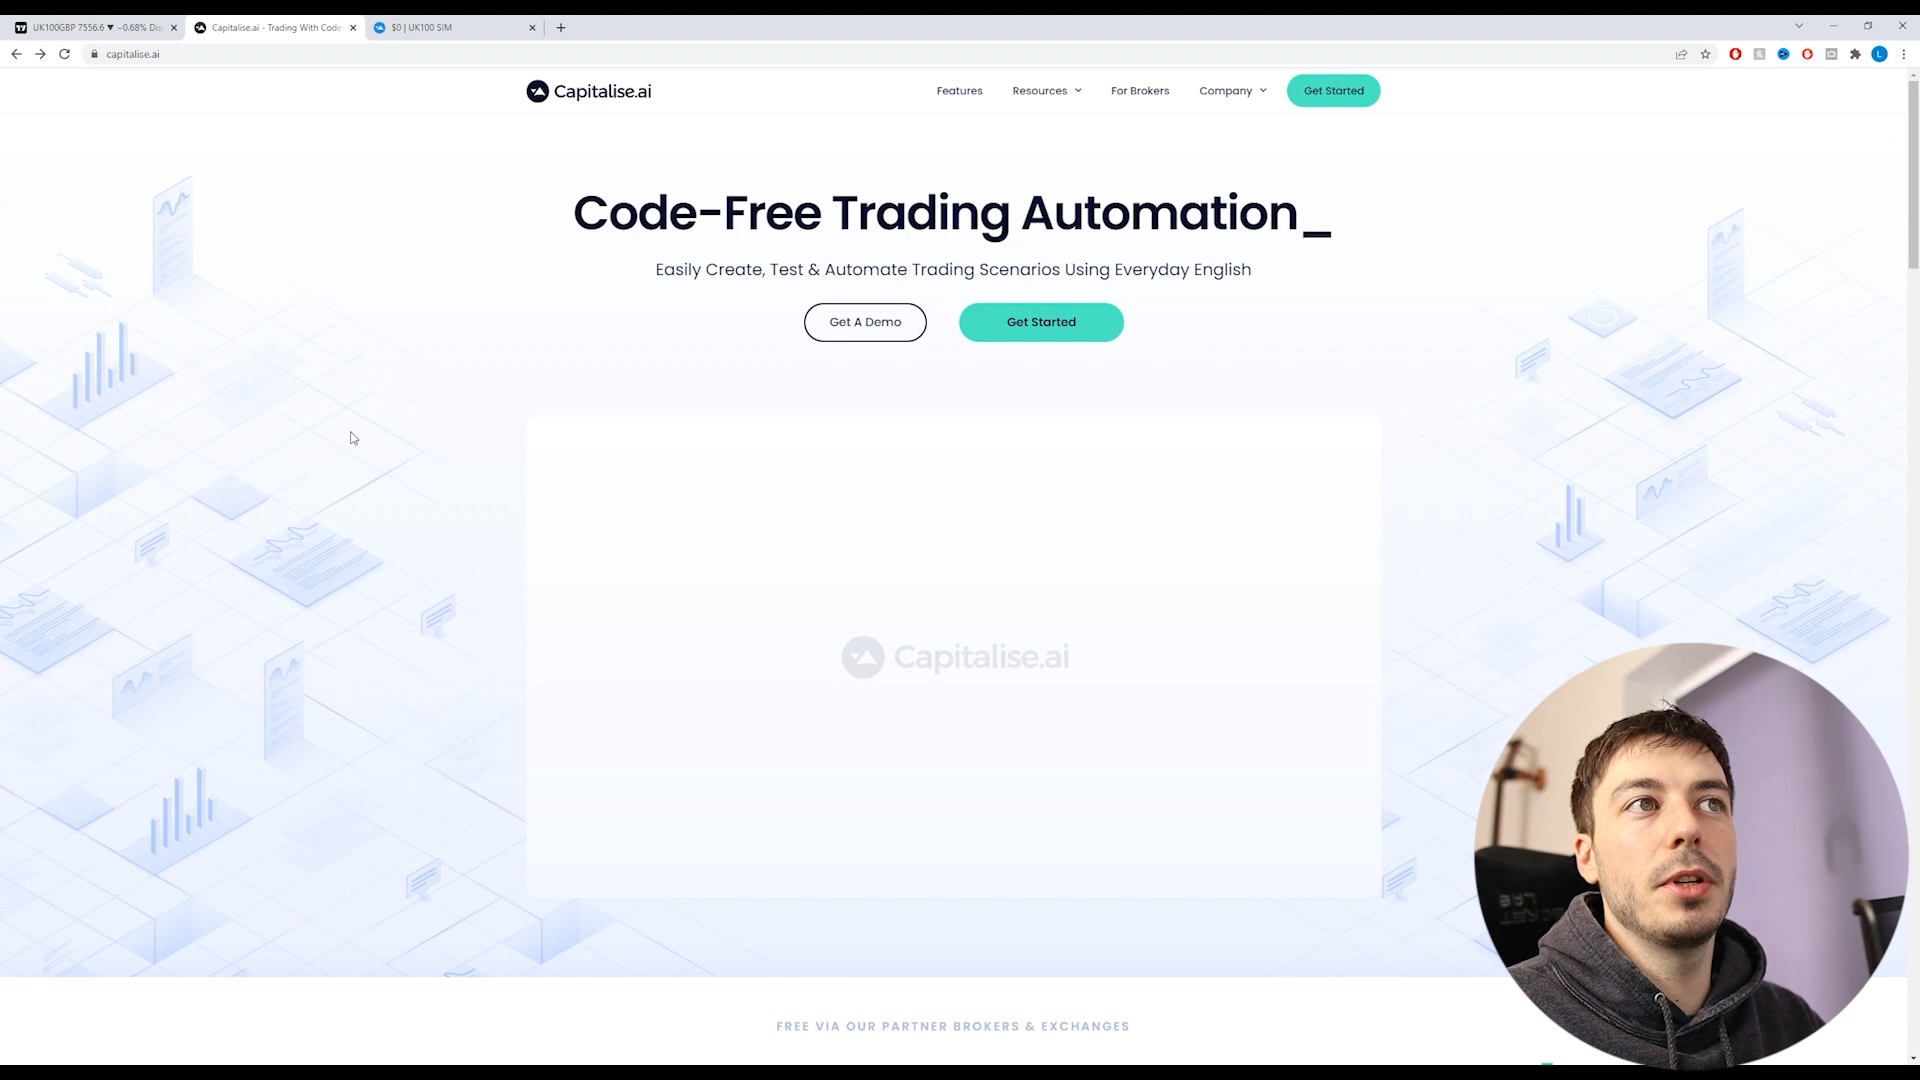 UK100GBP 7556.6 ▼ −0.68% Dis
Capitalise.ai - Trading With Code
$0 | UK100 SIM
capitalise.ai
L
Capitalise.ai
Features
Resources
For Brokers
Company
Get Started
Code-Free Trading Automation_
Easily Create, Test & Automate Trading Scenarios Using Everyday English
Get A Demo
Get Started
Capitalise.ai
FREE VIA OUR PARTNER BROKERS & EXCHANGES